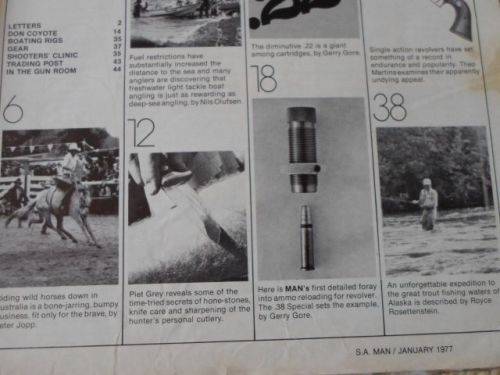 LETTERS 2
DON COYOTE 14
BOATING RIGS 35
GEAR 37
SHOOTERS' CLINIC 35
TRADING POST 43
IN THE GUN ROOM 44
6
iding wild horses down in
ustralia is a bone-jarring, bumpy
usiness, fit only for the brave, by
eter Jopp.
Fuel restrictions have
substantially increased the
distance to the sea and many
anglers are discovering that
freshwater light tackle boat
angling is just as rewarding as
deep-sea angling, by Nils Olufsen.
12
Piet Grey reveals some of the
time-tried secrets of hone-stones,
knife care and sharpening of the
hunter's personal cutlery.
.22
The diminutive .22 is a giant
among cartridges, by Gerry Gore.
18
Here is MAN's first detailed foray
into ammo reloading for revolver.
The .38 Special sets the example,
by Gerry Gore.
Single action revolvers have set
something of a record in
endurance and popularity. Theo
Martins examines their apparently
undying appeal.
38
An unforgettable expedition to
the great trout fishing waters of
Alaska is described by Royce
Rosettenstein.
S.A. MAN / JANUARY 1977